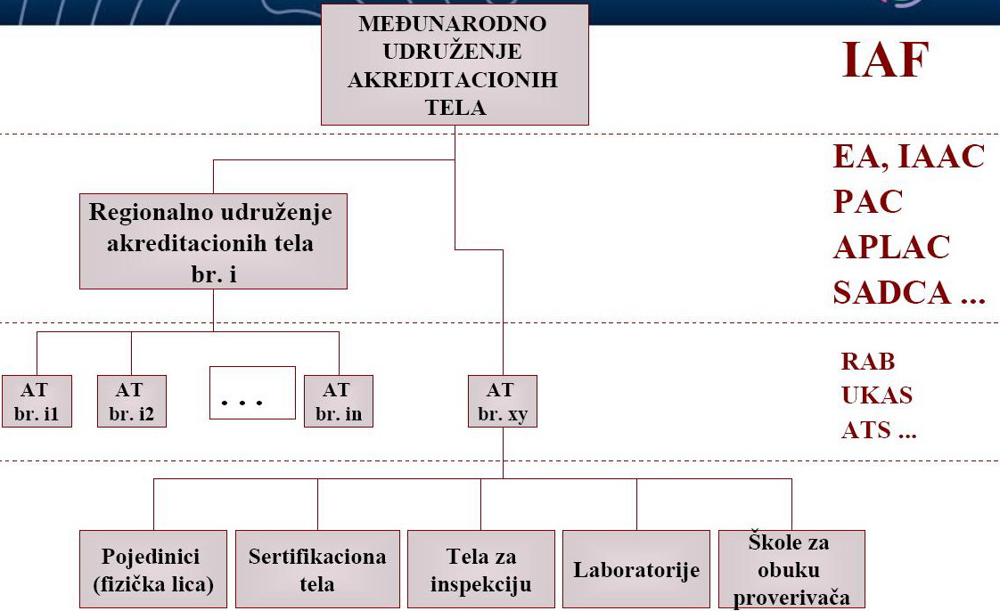 MEĐUNARODNO
UDRUŽENJE
AKREDITACIONIH
TELA
IAF
EA, IAAC
PAC
APLAC
SADCA ...
Regionalno udruženje
akreditacionih tela
br. i
RAB
UKAS
ATS ...
AT
br. i1
AT
br. i2
...
AT
br. in
AT
br. xy
Pojedinici
(fizička lica)
Sertifikaciona
tela
Tela za
inspekciju
Laboratorije
Škole za
obuku
proverivača